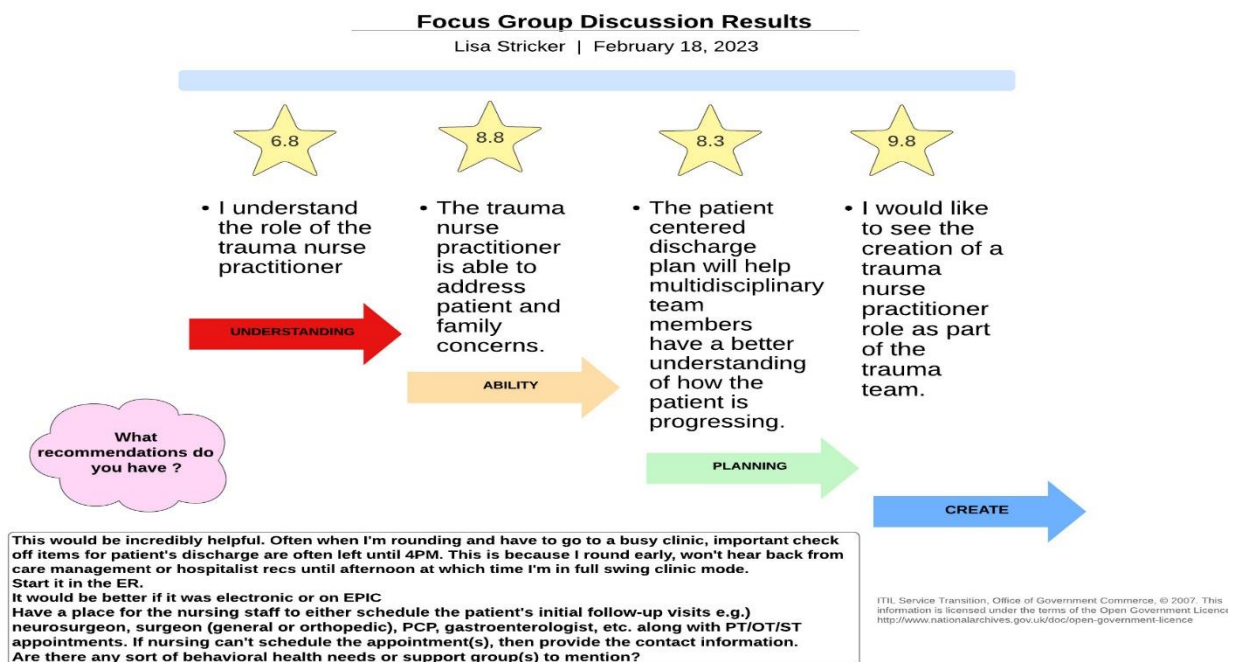 Focus Group Discussion Results
Lisa Stricker | February 18, 2023
6.8
8.8
8.3
9.8
• I understand
the role of the
trauma nurse
practitioner
UNDERSTANDING
• The trauma
nurse
practitioner
is able to
address
patient and
family
concerns.
ABILITY
• The patient
centered
discharge
plan will help
multidisciplinary
team
members
have a better
understanding
of how the
patient is
progressing.
PLANNING
• I would like
to see the
creation of a
trauma
nurse
practitioner
role as part
of the
trauma
team.
CREATE
What
recommendations do
you have ?
This would be incredibly helpful. Often when I'm rounding and have to go to a busy clinic, important check
off items for patient's discharge are often left until 4PM. This is because I round early, won't hear back from
care management or hospitalist recs until afternoon at which time I'm in full swing clinic mode.
Start it in the ER.
It would be better if it was electronic or on EPIC
Have a place for the nursing staff to either schedule the patient's initial follow-up visits e.g.)
neurosurgeon, surgeon (general or orthopedic), PCP, gastroenterologist, etc. along with PT/OT/ST
appointments. If nursing can't schedule the appointment(s), then provide the contact information.
Are there any sort of behavioral health needs or support group(s) to mention?
ITIL Service Transition, Office of Government Commerce, © 2007. This
information is licensed under the terms of the Open Government Licence
http://www.nationalarchives.gov.uk/doc/open-government-licence